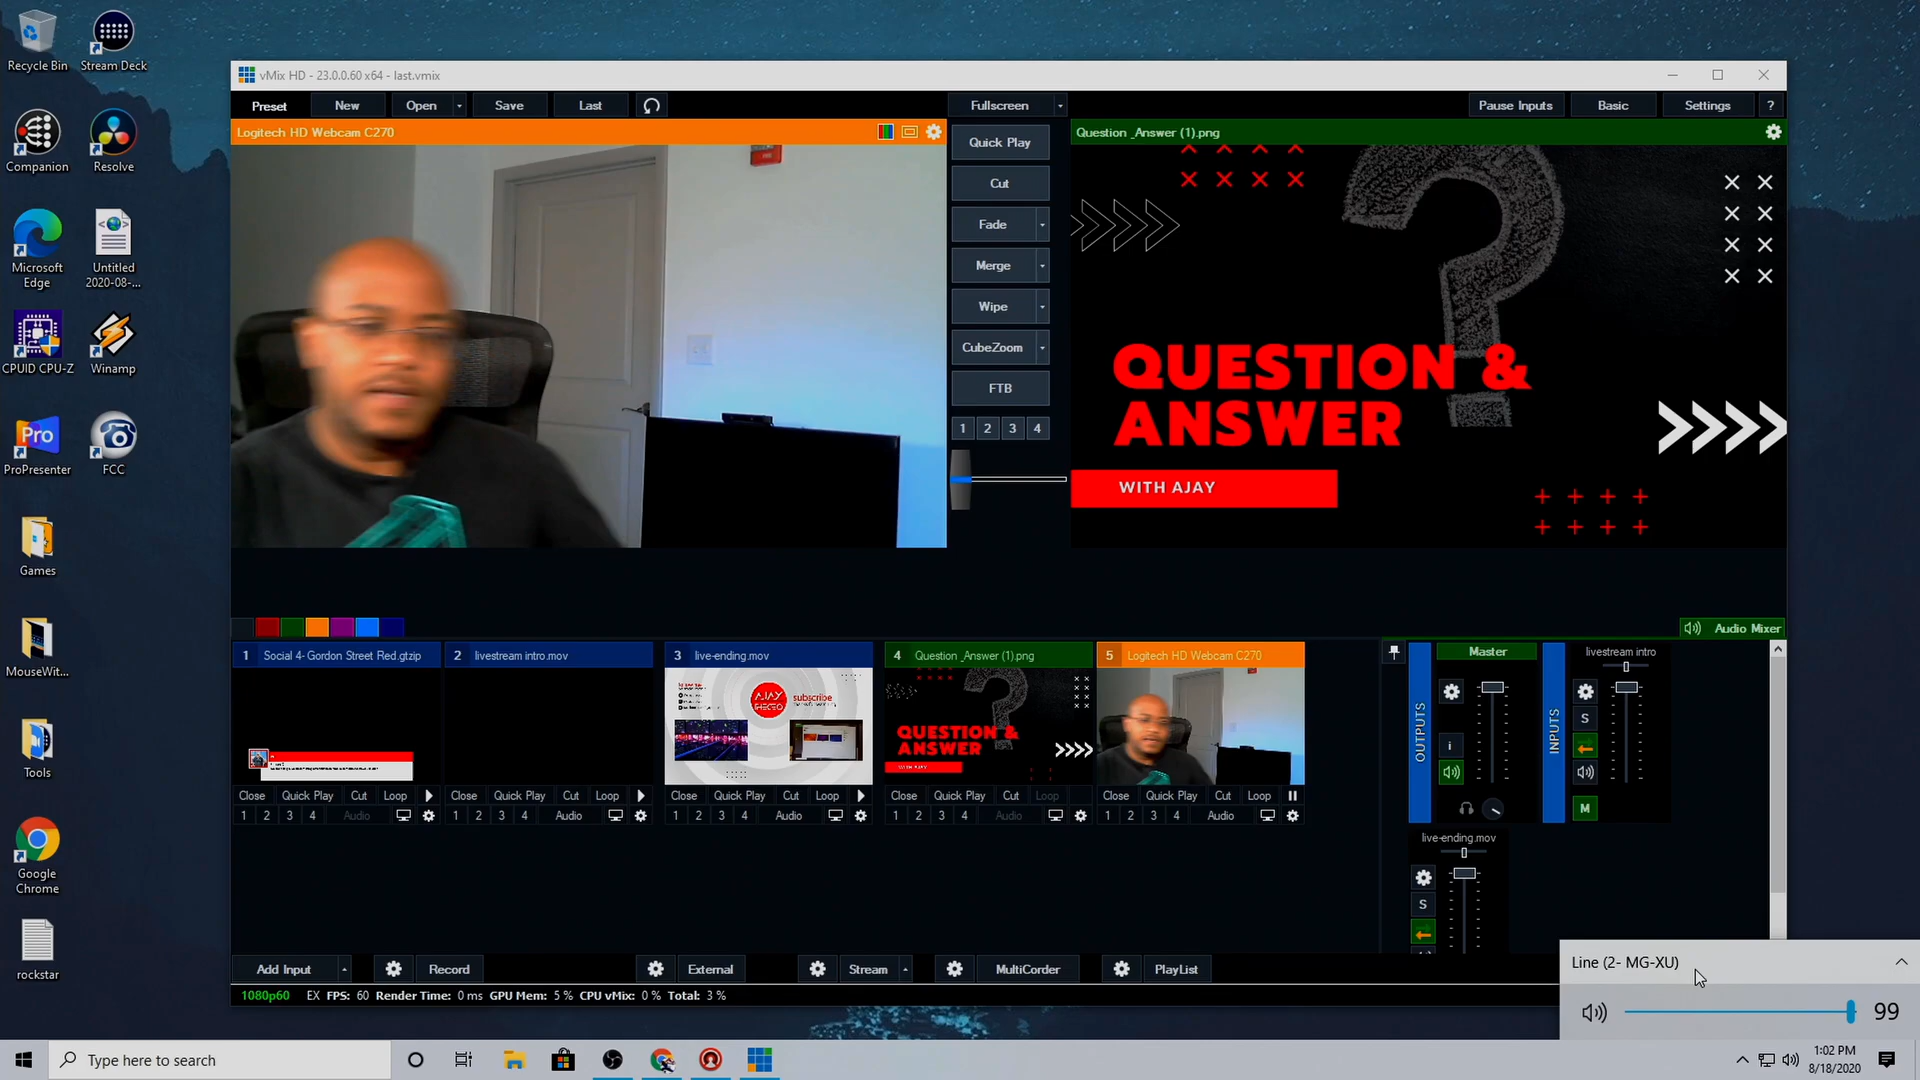 Recycle Bin
Stream Deck
Companion
Resolve
Microsoft Edge
Untitled 2020-08-...
CPUID CPU-Z
Winamp
Pro
ProPresenter
FCC
Games
MouseWit...
Tools
Google Chrome
rockstar
vMix HD - 23.0.0.60 x64 - last.vmix
Preset New Open Save Last Fullscreen Pause Inputs Basic Settings ?
Logitech HD Webcam C270
Question _Answer (1).png
Quick Play
Cut
Fade
Merge
Wipe
CubeZoom
FTB
1 2 3 4
QUESTION &
ANSWER
WITH AJAY
Audio Mixer
1 Social 4- Gordon Street Red.gtzip
2 livestream intro.mov
3 live-ending.mov
4 Question _Answer (1).png
5 Logitech HD Webcam C270
subscribe
QUESTION &
ANSWER
Close Quick Play Cut Loop
1 2 3 4 Audio
Close Quick Play Cut Loop
1 2 3 4 Audio
Close Quick Play Cut Loop
1 2 3 4 Audio
Close Quick Play Cut Loop
1 2 3 4 Audio
Close Quick Play Cut Loop
1 2 3 4 Audio
OUTPUTS
Master
i
INPUTS
livestream intro
S
M
live-ending.mov
S
Add Input Record External Stream MultiCorder PlayList
1080p60 EX FPS: 60 Render Time: 0 ms GPU Mem: 5 % CPU vMix: 0 % Total: 3 %
Line (2- MG-XU)
99
Type here to search
1:02 PM
8/18/2020